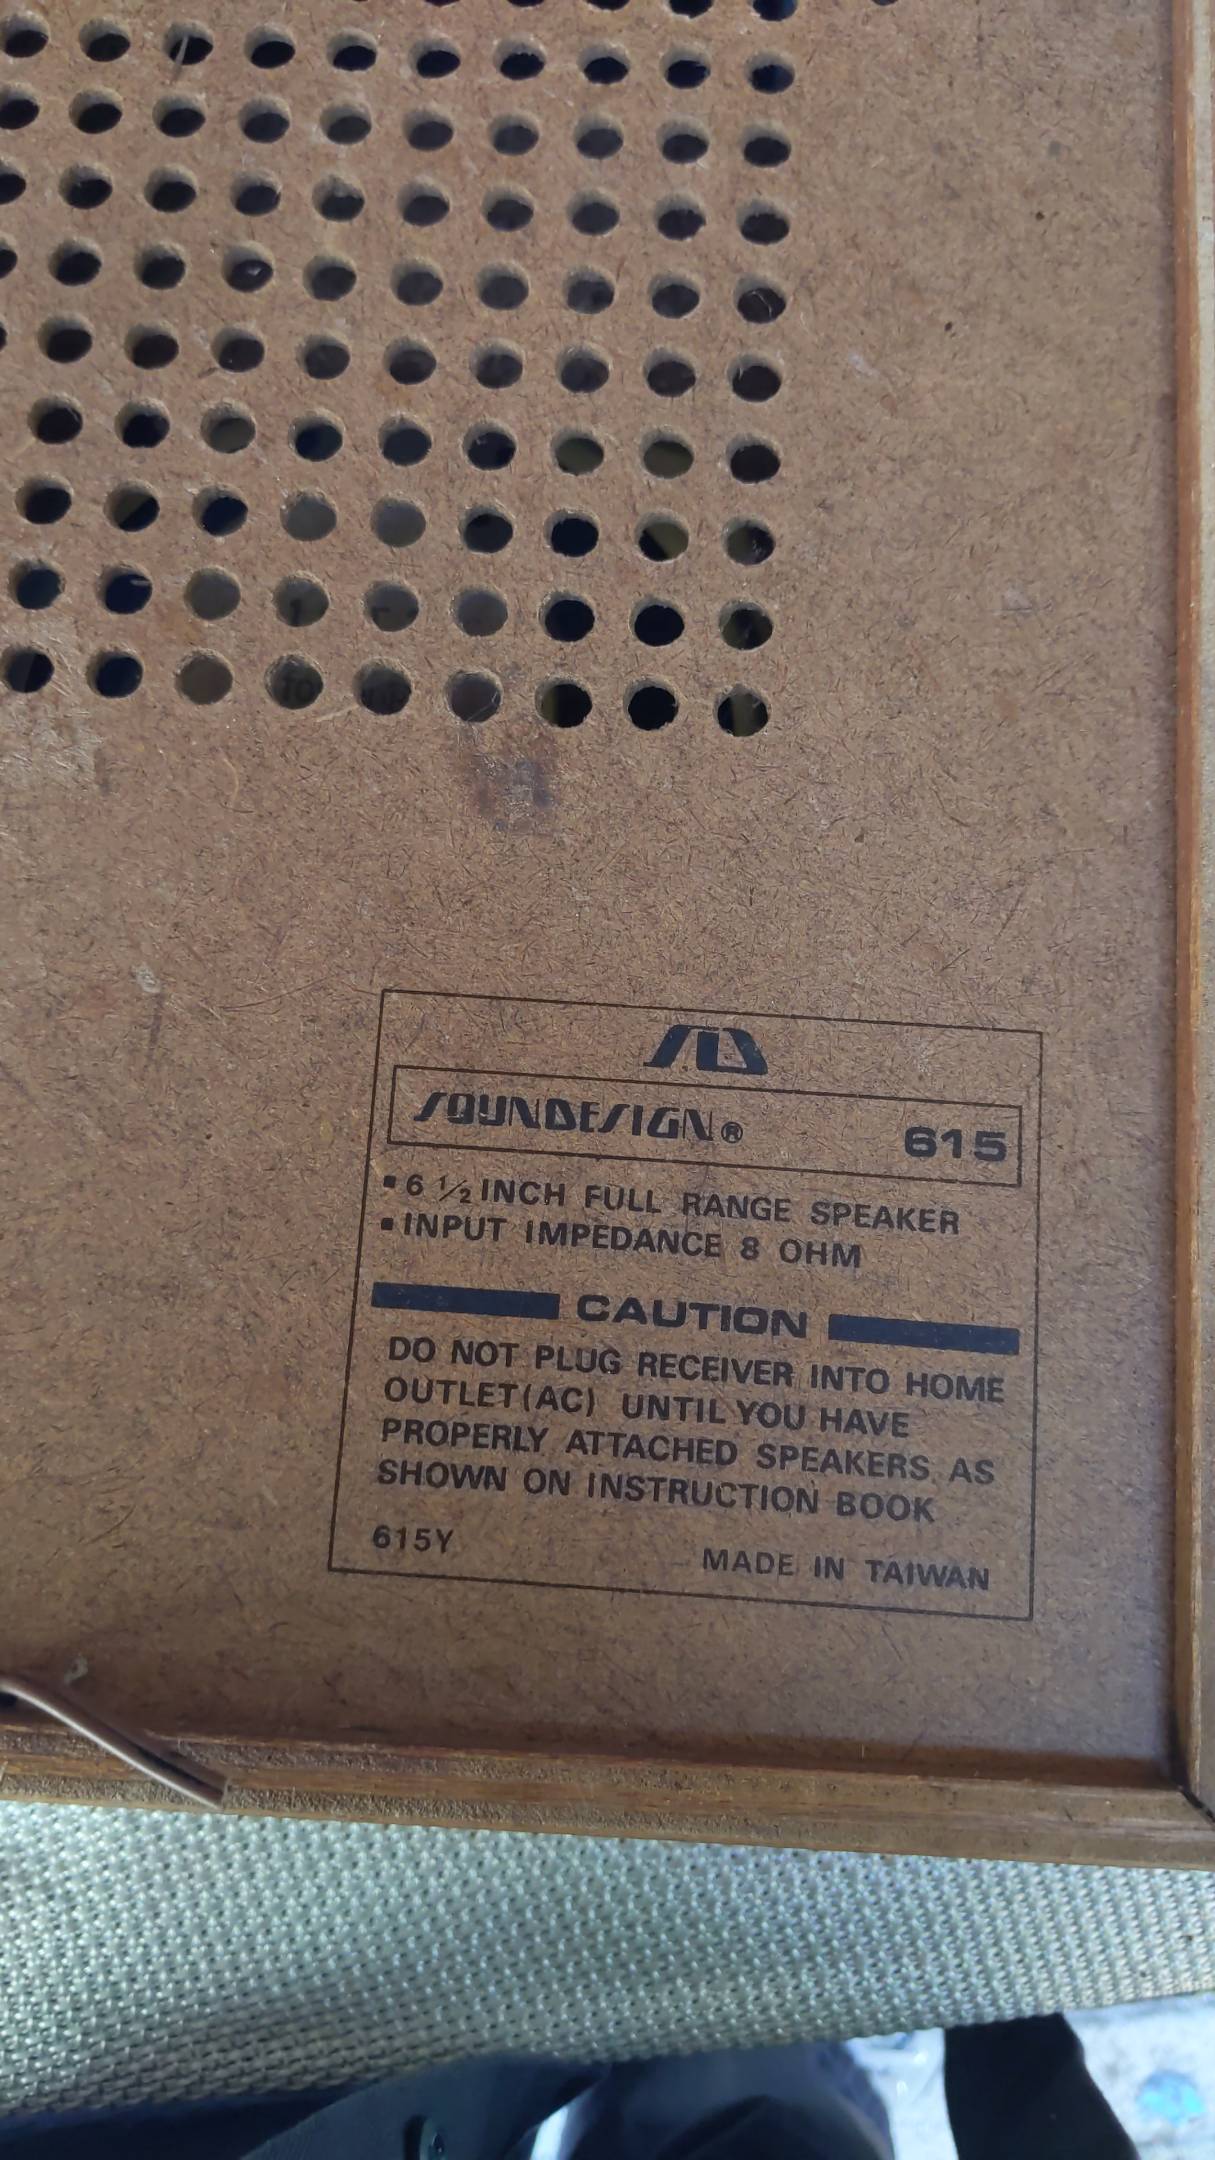 SD
SOUNDESIGN® 615
▪ 6 ½ INCH FULL RANGE SPEAKER
▪ INPUT IMPEDANCE 8 OHM
CAUTION
DO NOT PLUG RECEIVER INTO HOME
OUTLET(AC) UNTIL YOU HAVE
PROPERLY ATTACHED SPEAKERS AS
SHOWN ON INSTRUCTION BOOK
615Y MADE IN TAIWAN